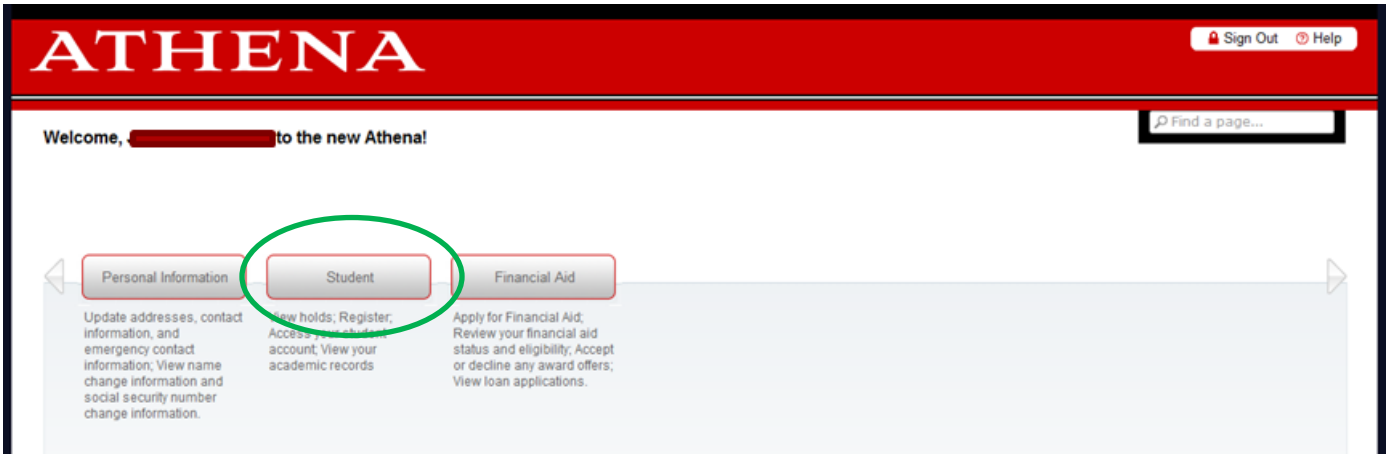 ATHENA
Sign Out Help
Find a page...
Welcome, to the new Athena!
Personal Information
Student
Financial Aid
Update addresses, contact
information, and
emergency contact
information; View name
change information and
social security number
change information.
View holds; Register;
Access your student
account; View your
academic records
Apply for Financial Aid;
Review your financial aid
status and eligibility; Accept
or decline any award offers;
View loan applications.